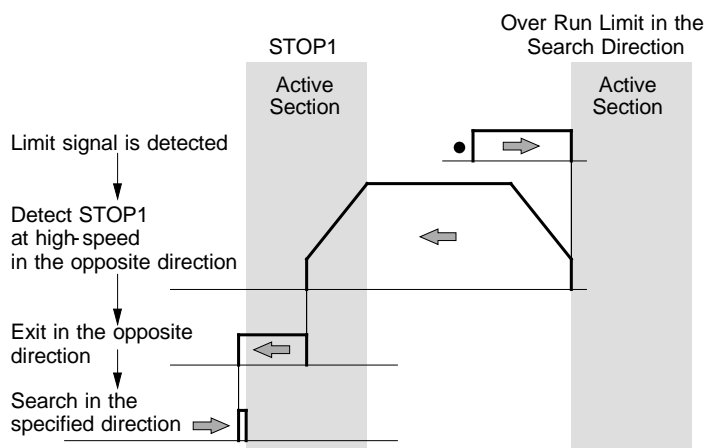 STOP1
Over Run Limit in the
Search Direction
Active
Section
Active
Section
Limit signal is detected
Detect STOP1
at high-speed
in the opposite direction
Exit in the opposite
direction
Search in the
specified direction